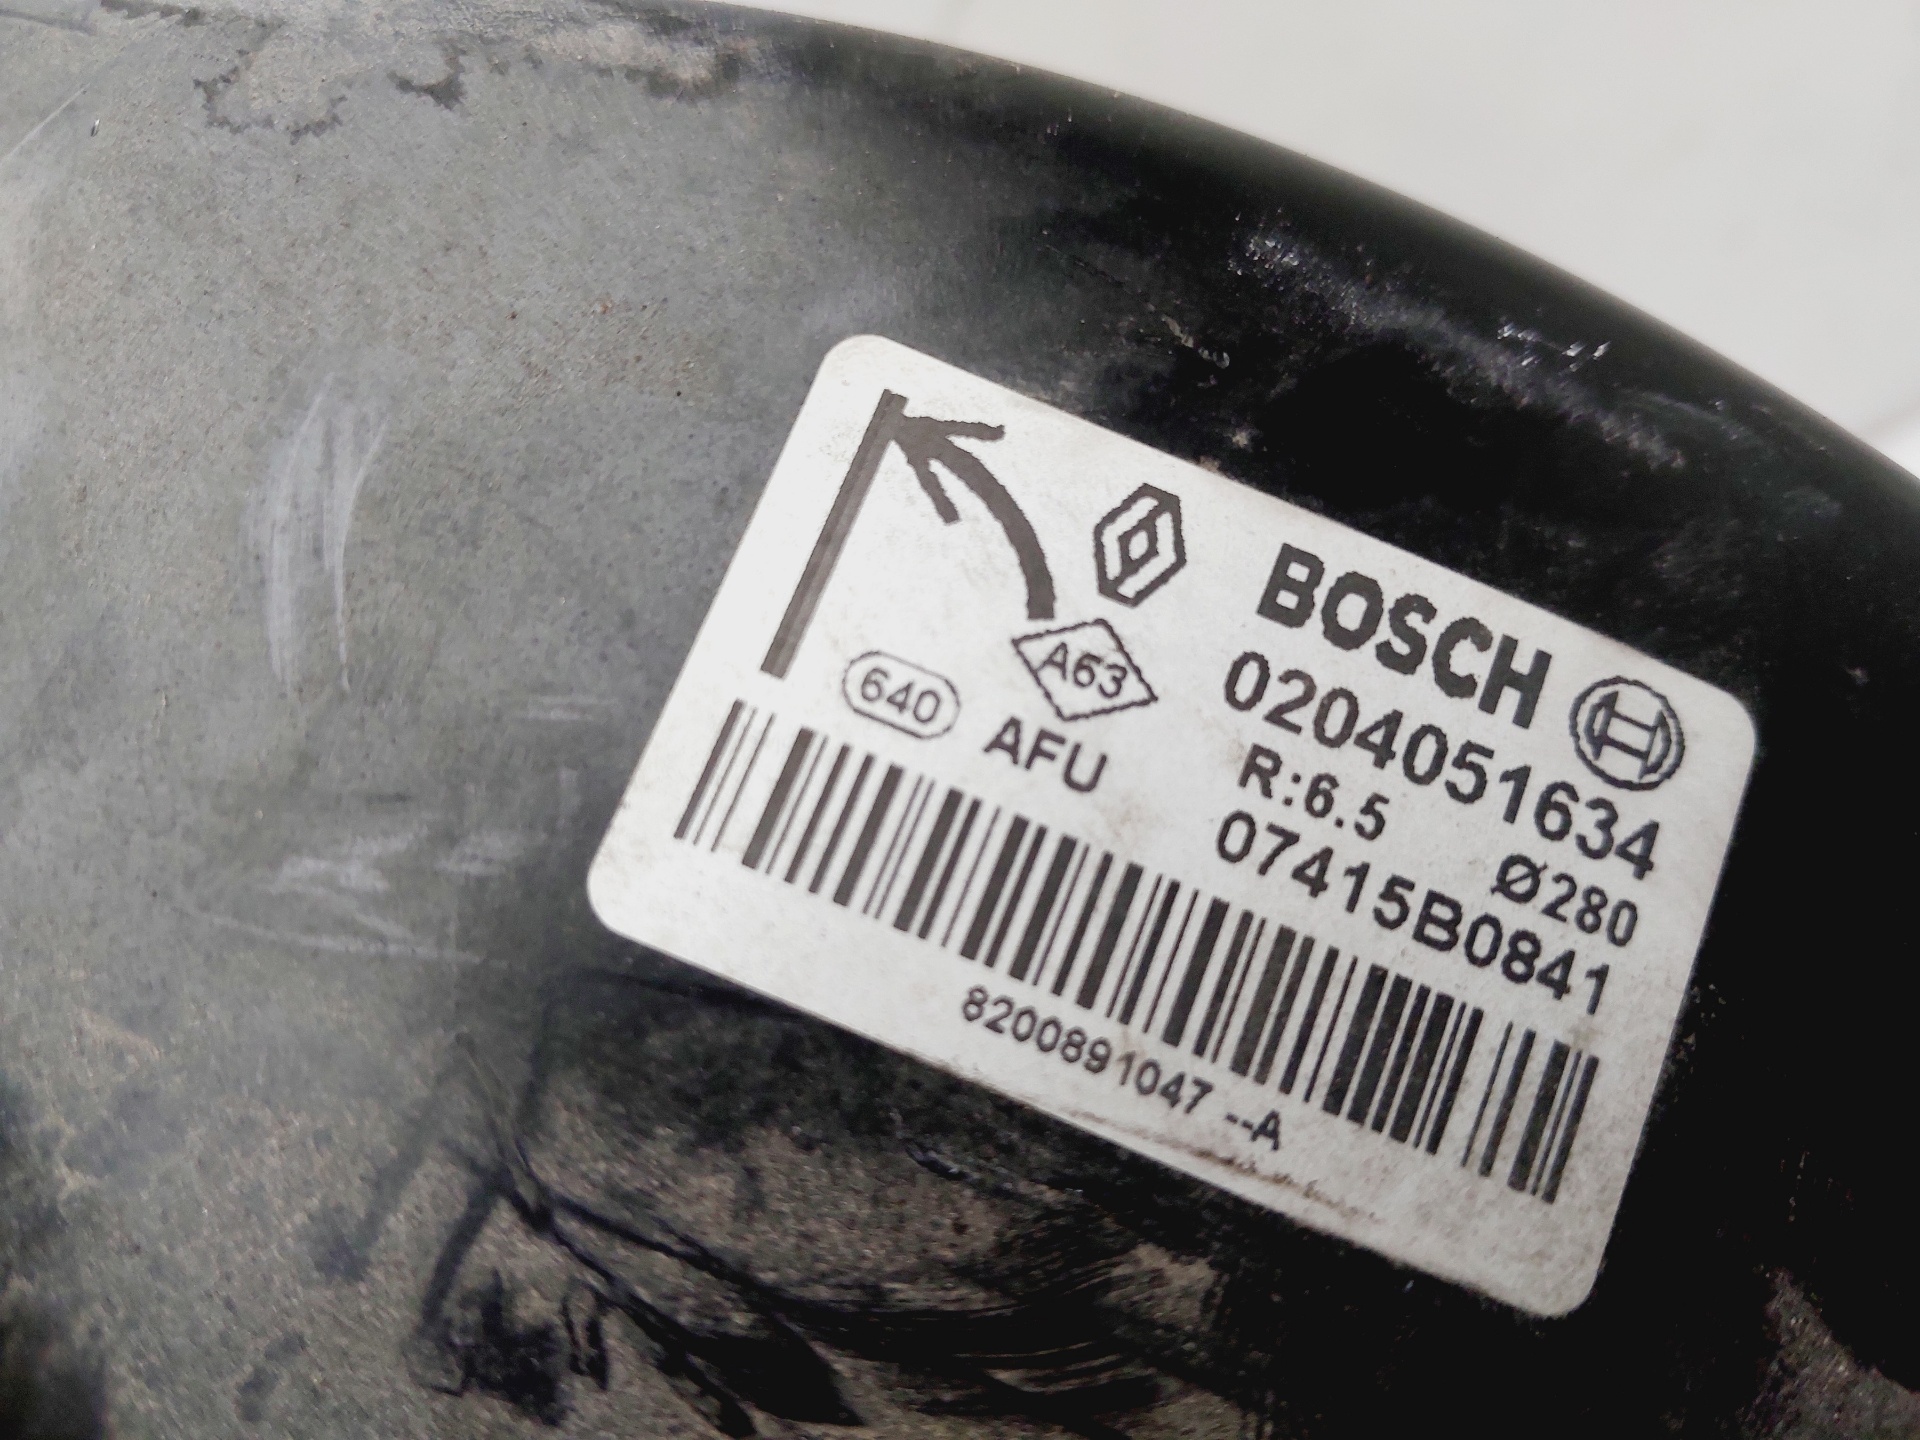 BOSCH
0204051634
A63
640
AFU
R:6.5 Ø280
07415B0841
8200891047 --A